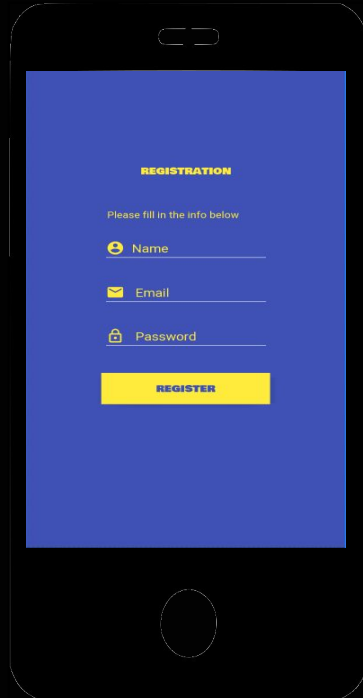 REGISTRATION
Please fill in the info below
Name
Email
Password
REGISTER